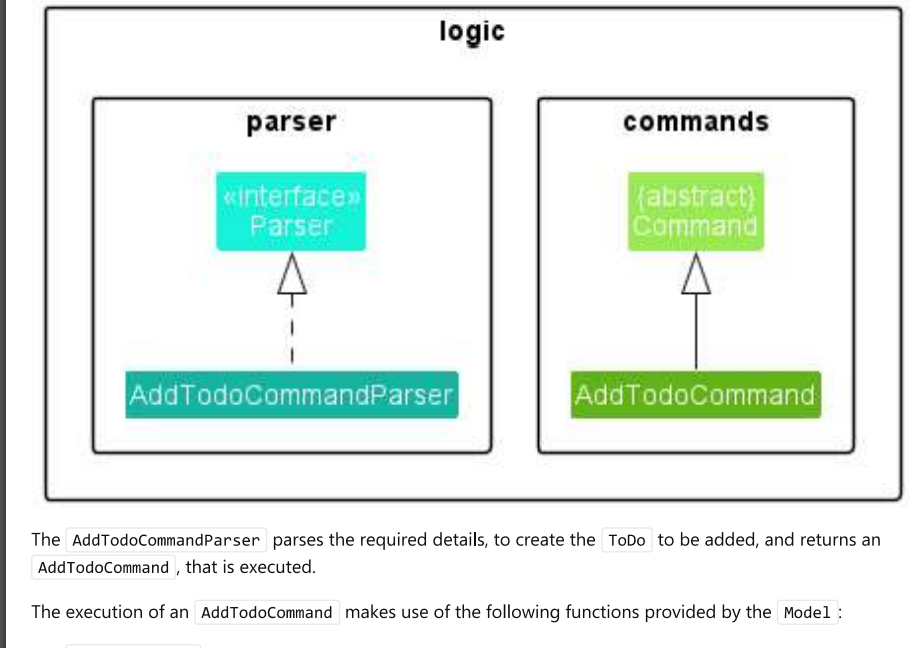 logic
parser
commands
«interface»
Parser
{abstract}
Command
AddTodoCommandParser
AddTodoCommand
The AddTodoCommandParser parses the required details, to create the ToDo to be added, and returns an
AddTodoCommand, that is executed.
The execution of an AddTodoCommand makes use of the following functions provided by the Model: